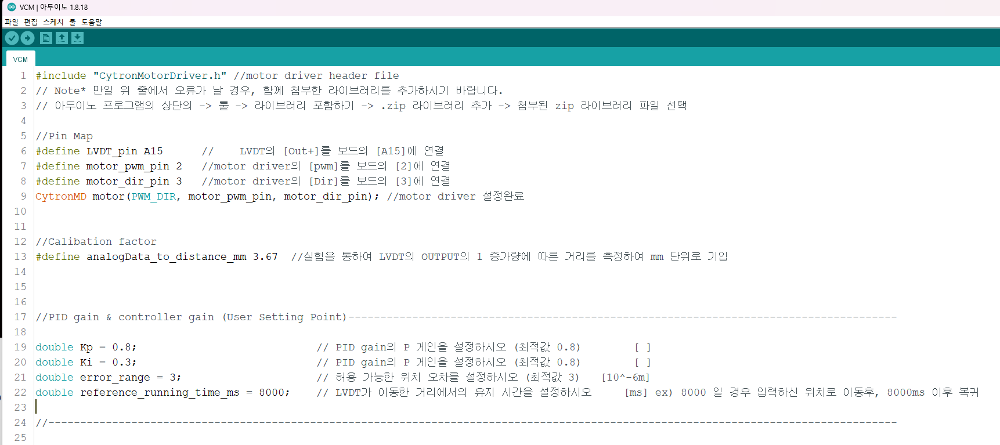 VCM | 아두이노 1.8.18
파일 편집 스케치 툴 도움말
VCM
1 #include "CytronMotorDriver.h" //motor driver header file
2 // Note* 만일 위 줄에서 오류가 날 경우, 함께 첨부한 라이브러리를 추가하시기 바랍니다.
3 // 아두이노 프로그램의 상단의 -> 툴 -> 라이브러리 포함하기 -> .zip 라이브러리 추가 -> 첨부된 zip 라이브러리 파일 선택
4
5 //Pin Map
6 #define LVDT_pin A15 // LVDT의 [Out+]를 보드의 [A15]에 연결
7 #define motor_pwm_pin 2 //motor driver의 [pwm]를 보드의 [2]에 연결
8 #define motor_dir_pin 3 //motor driver의 [Dir]를 보드의 [3]에 연결
9 CytronMD motor(PWM_DIR, motor_pwm_pin, motor_dir_pin); //motor driver 설정완료
10
11
12 //Calibation factor
13 #define analogData_to_distance_mm 3.67 //실험을 통하여 LVDT의 OUTPUT의 1 증가량에 따른 거리를 측정하여 mm 단위로 기입
14
15
16
17 //PID gain & controller gain (User Setting Point)--------------------------------------------------------------------------------------
18
19 double Kp = 0.8; // PID gain의 P 게인을 설정하시오 (최적값 0.8) [ ]
20 double Ki = 0.3; // PID gain의 P 게인을 설정하시오 (최적값 0.8) [ ]
21 double error_range = 3; // 허용 가능한 위치 오차를 설정하시오 (최적값 3) [10^-6m]
22 double reference_running_time_ms = 8000; // LVDT가 이동한 거리에서의 유지 시간을 설정하시오 [ms] ex) 8000 일 경우 입력하신 위치로 이동후, 8000ms 이후 복귀
23
24 //-------------------------------------------------------------------------------------------------------------------------------------
25